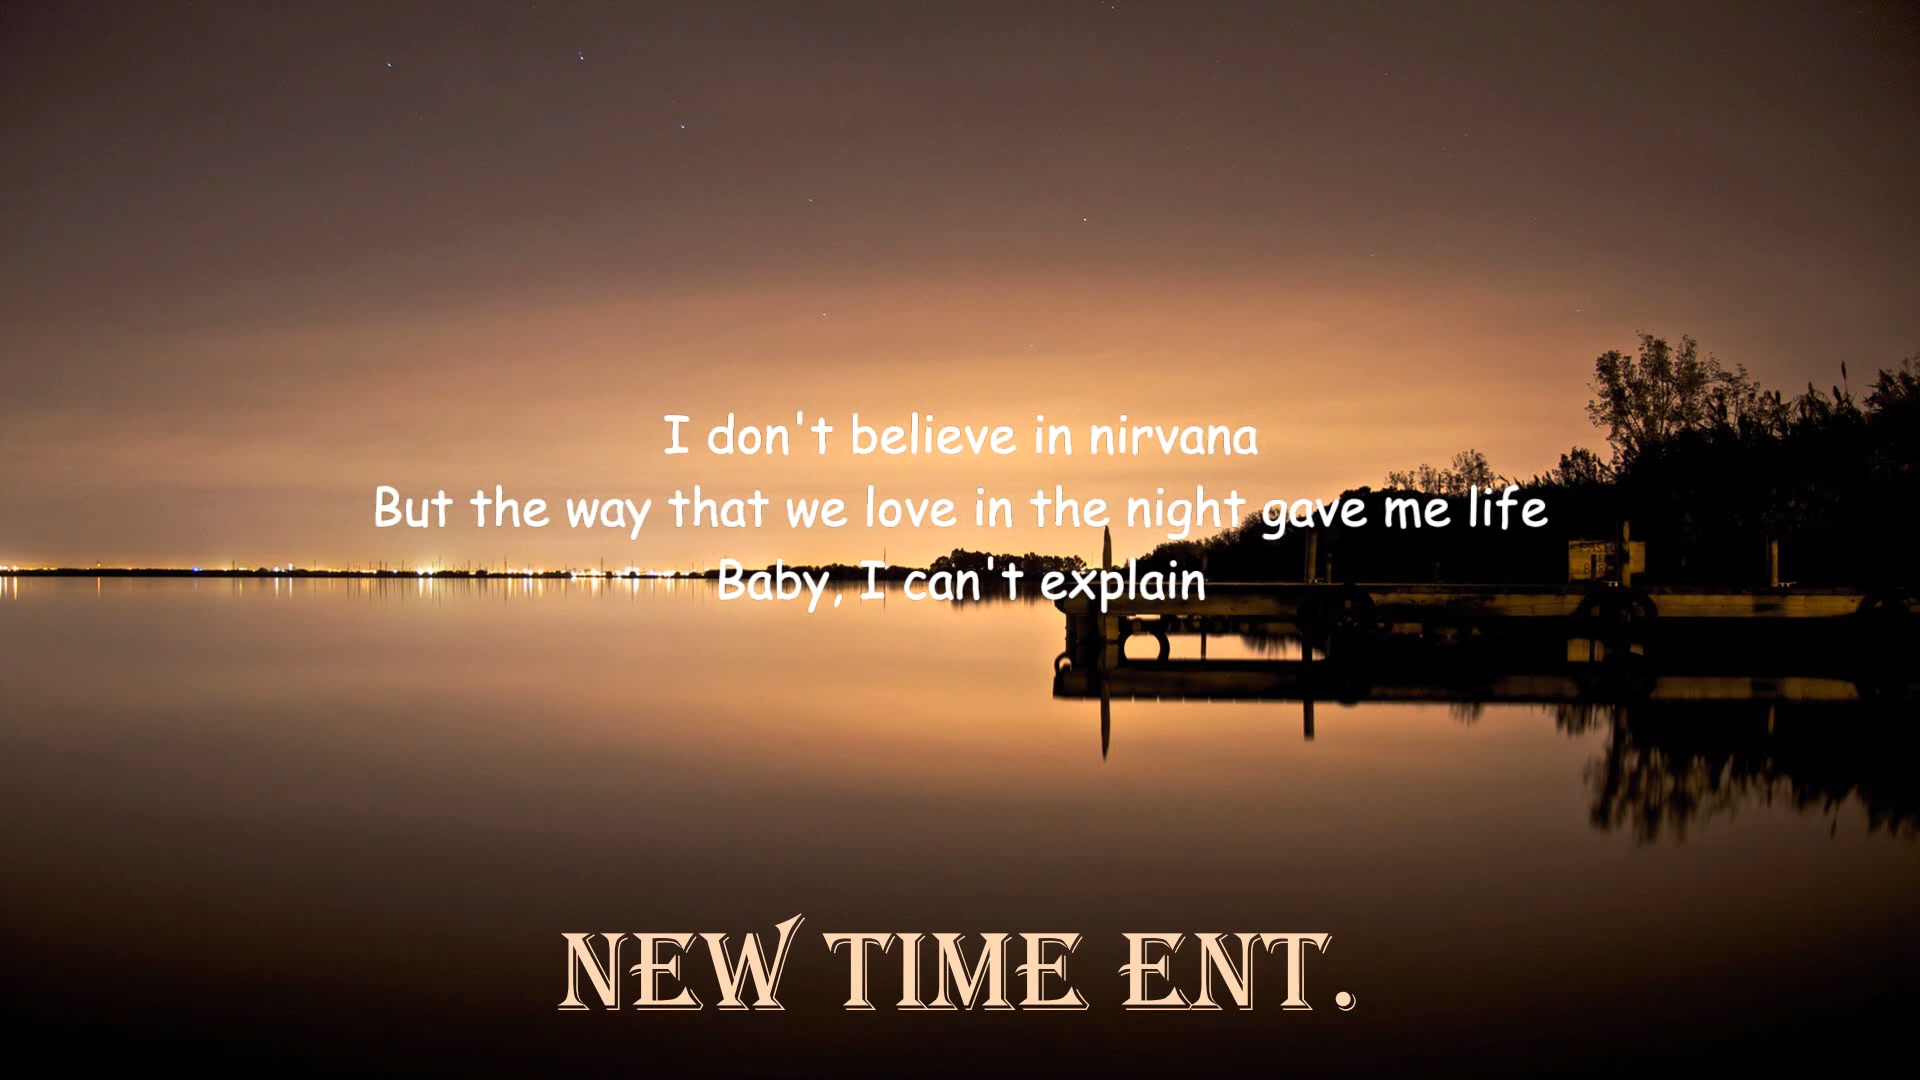 I don't believe in nirvana
But the way that we love in the night gave me life
Baby, I can't explain
NEW TIME ENT.